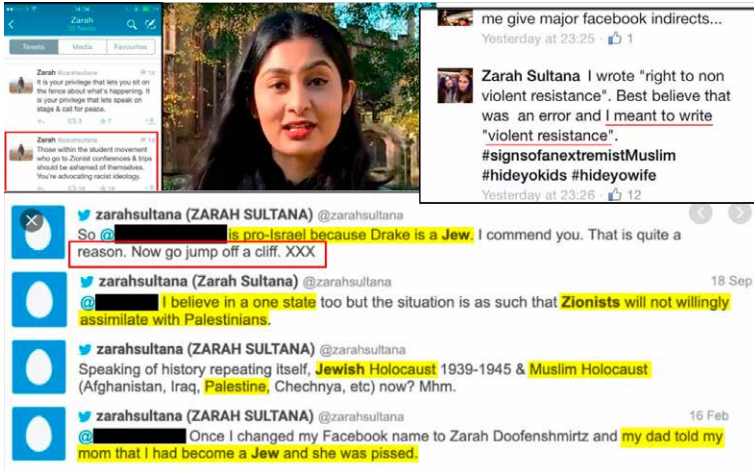 14:36
Zarah
Tweets Media Favourites
Zarah @zarahsultana
It is your privilege that lets you sit on
the fence about what's happening. It
is your privilege that lets speak on
stage & call for peace.
Zarah @zarahsultana
Those within the student movement
who go to Zionist conferences & trips
should be ashamed of themselves.
You're advocating racist ideology.
me give major facebook indirects...
Yesterday at 23:25 · 1
Zarah Sultana I wrote "right to non
violent resistance". Best believe that
was an error and I meant to write
"violent resistance".
#signsofanextremistMuslim
#hideyokids #hideyowife
Yesterday at 23:26 · 12
zarahsultana (ZARAH SULTANA) @zarahsultana
So @ is pro-Israel because Drake is a Jew. I commend you. That is quite a
reason. Now go jump off a cliff. XXX
zarahsultana (Zarah Sultana) @zarahsultana 18 Sep
@ I believe in a one state too but the situation is as such that Zionists will not willingly
assimilate with Palestinians.
zarahsultana (ZARAH SULTANA) @zarahsultana
Speaking of history repeating itself, Jewish Holocaust 1939-1945 & Muslim Holocaust
(Afghanistan, Iraq, Palestine, Chechnya, etc) now? Mhm.
zarahsultana (ZARAH SULTANA) @zarahsultana 16 Feb
@ Once I changed my Facebook name to Zarah Doofenshmirtz and my dad told my
mom that I had become a Jew and she was pissed.